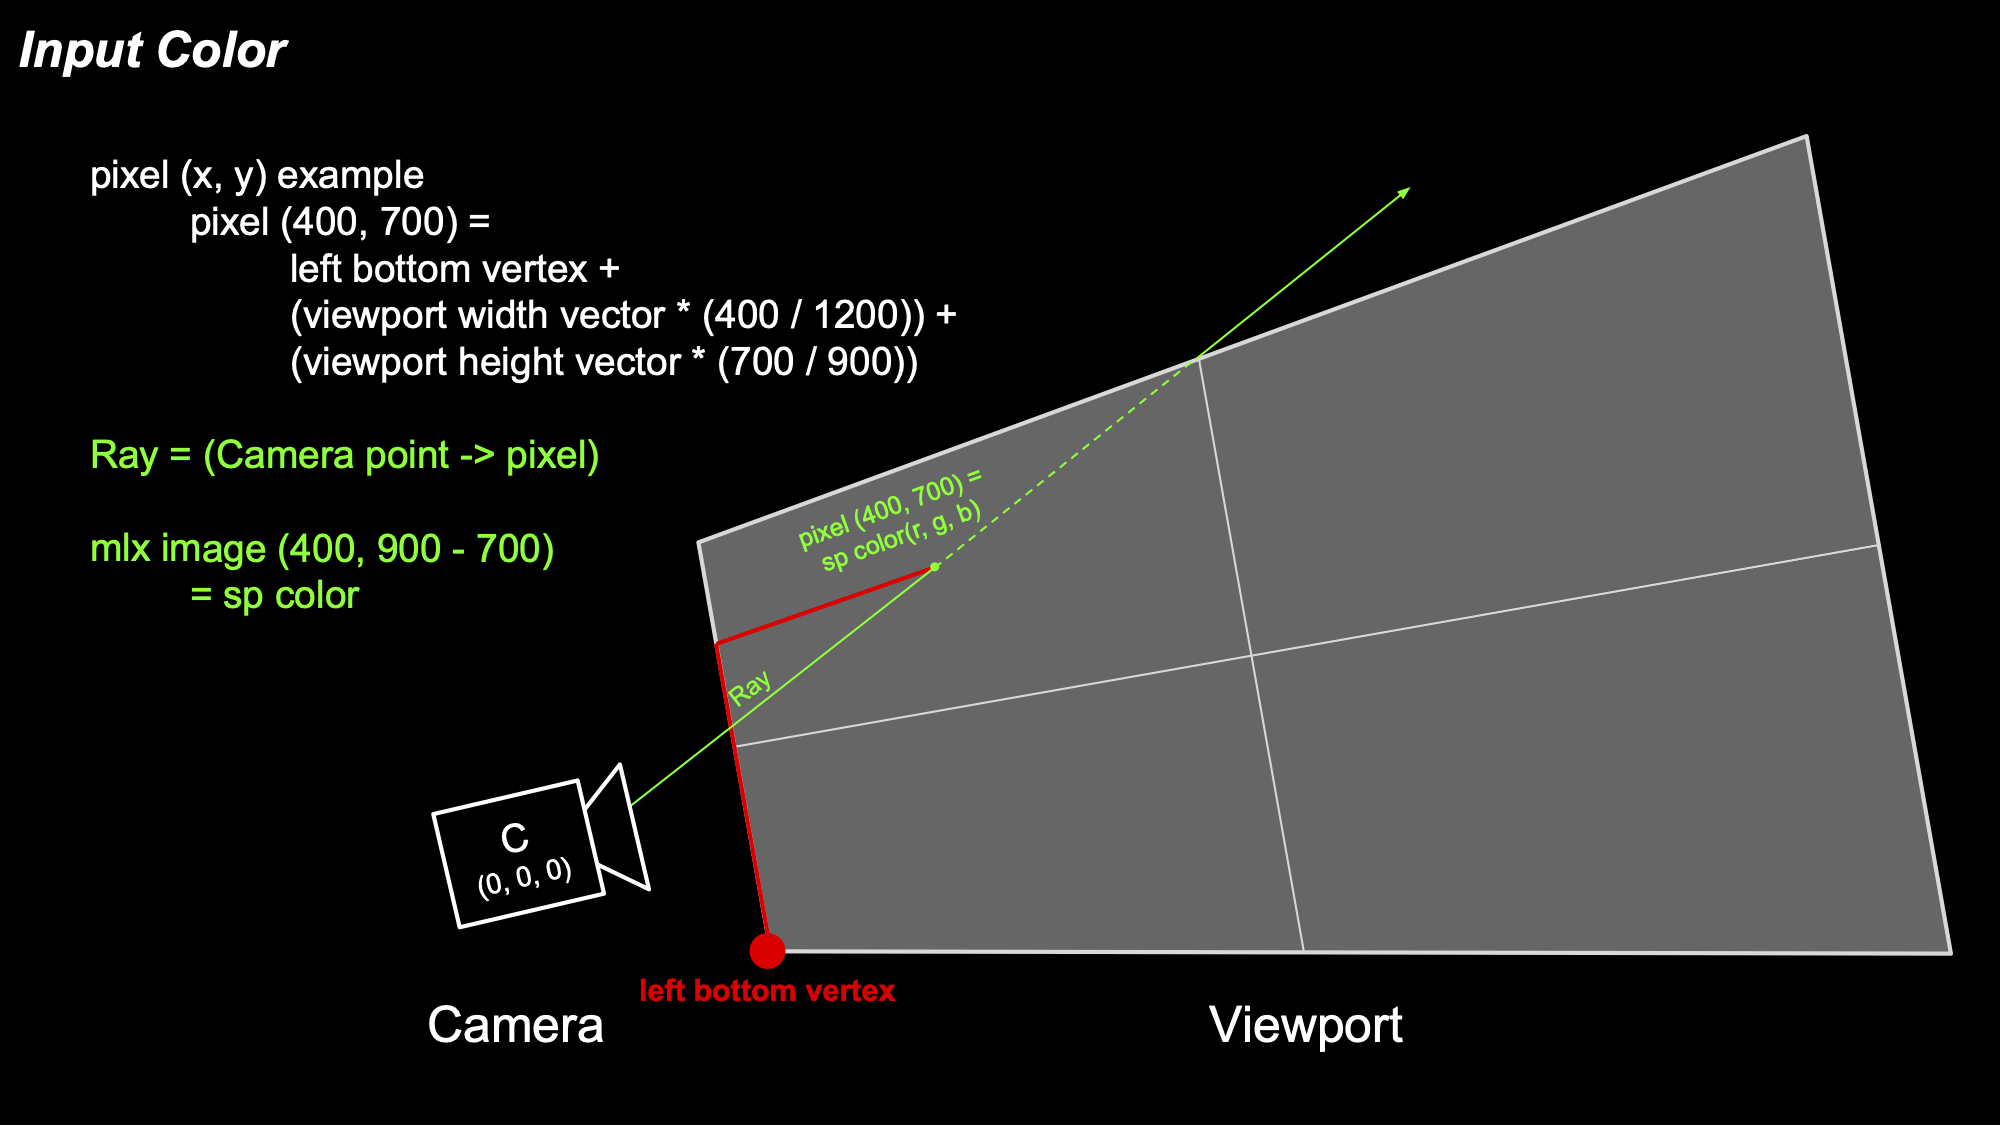 Input Color
pixel (x, y) example
pixel (400, 700) =
left bottom vertex +
(viewport width vector * (400 / 1200)) +
(viewport height vector * (700 / 900))
Ray = (Camera point -> pixel)
mlx image (400, 900 - 700)
= sp color
pixel (400, 700) =
sp color(r, g, b)
Ray
C
(0, 0, 0)
left bottom vertex
Camera
Viewport